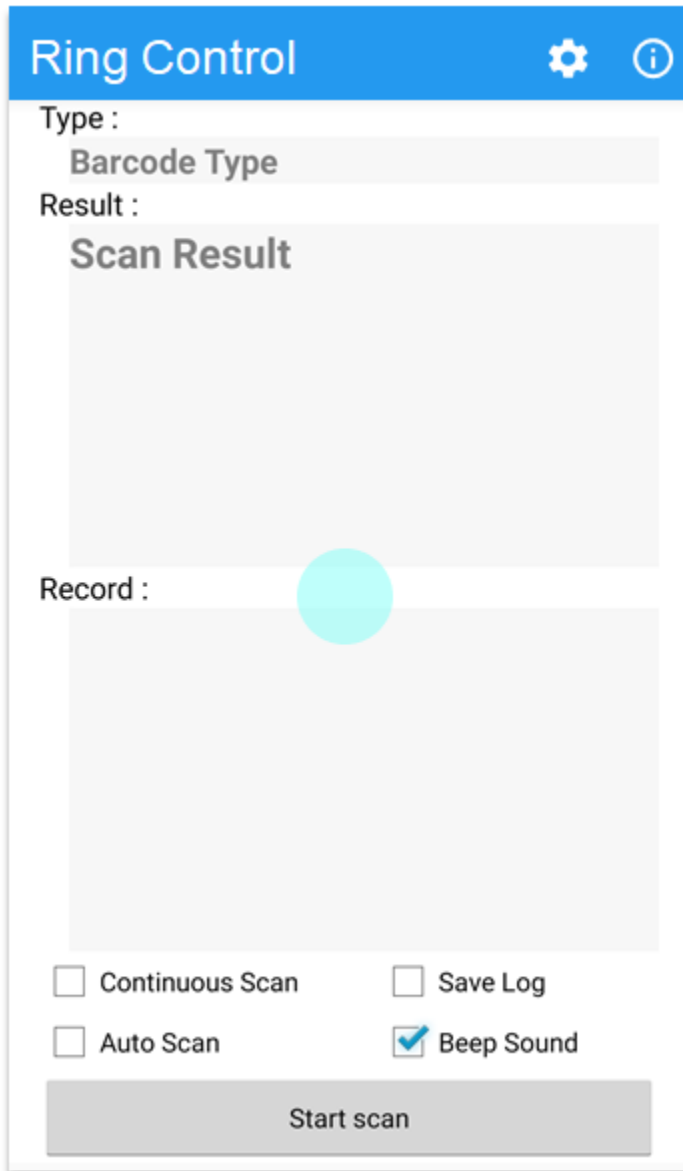 Ring Control
Type :
Barcode Type
Result :
Scan Result
Record :
Continuous Scan Save Log
Auto Scan Beep Sound
Start scan